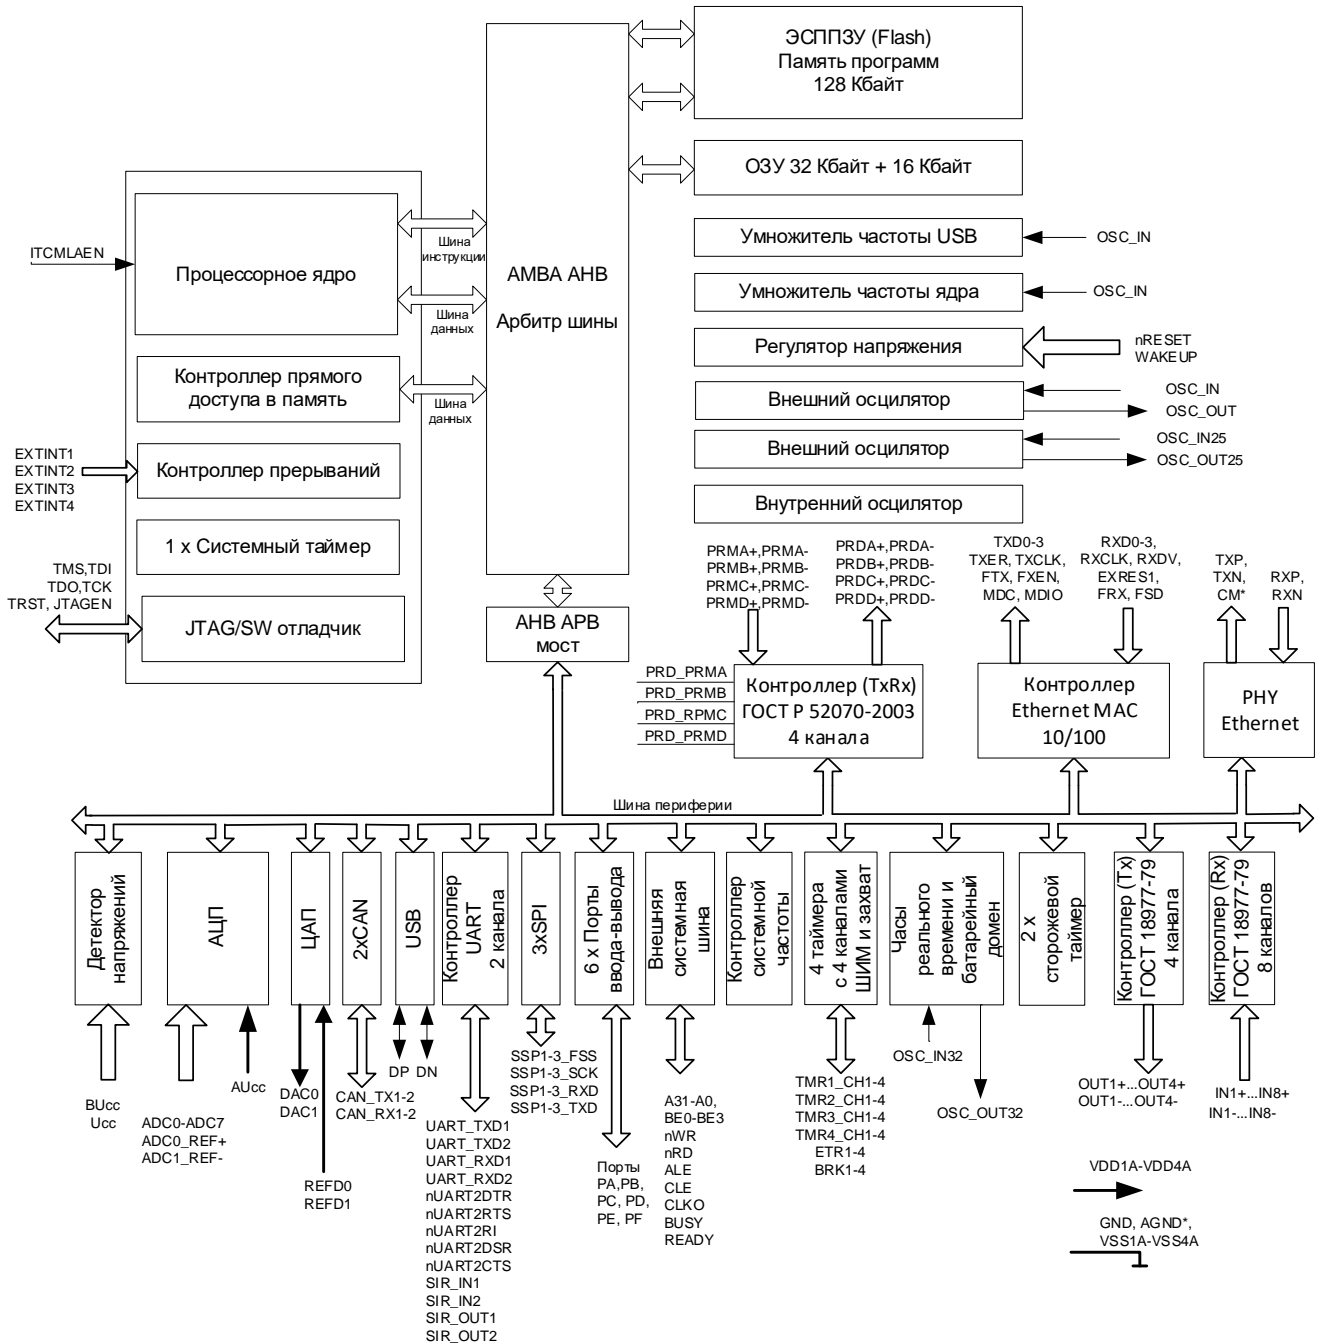 ЭСППЗУ (Flash)
Память программ
128 Кбайт
ОЗУ 32 Кбайт + 16 Кбайт
Умножитель частоты USB
OSC_IN
Умножитель частоты ядра
OSC_IN
Регулятор напряжения
nRESET
WAKEUP
Внешний осцилятор
OSC_IN
OSC_OUT
Внешний осцилятор
OSC_IN25
OSC_OUT25
Внутренний осцилятор
АМВА АНВ
Арбитр шины
ITCMLAEN
Процессорное ядро
Шина
инструкции
Шина
данных
Контроллер прямого
доступа в память
Шина
данных
EXTINT1
EXTINT2
EXTINT3
EXTINT4
Контроллер прерываний
1 x Системный таймер
TMS,TDI
TDO,TCK
TRST, JTAGEN
JTAG/SW отладчик
АНВ АРВ
мост
PRMA+,PRMA-
PRMB+,PRMB-
PRMC+,PRMC-
PRMD+,PRMD-
PRDA+,PRDA-
PRDB+,PRDB-
PRDC+,PRDC-
PRDD+,PRDD-
TXD0-3
TXER, TXCLK,
FTX, FXEN,
MDC, MDIO
RXD0-3,
RXCLK, RXDV,
EXRES1,
FRX, FSD
TXP,
TXN,
CM*
RXP,
RXN
PRD_PRMA
PRD_PRMB
PRD_RPMC
PRD_PRMD
Контроллер (TxRx)
ГОСТ Р 52070-2003
4 канала
Контроллер
Ethernet MAC
10/100
PHY
Ethernet
Шина периферии
Детектор
напряжений
АЦП
ЦАП
2xCAN
USB
Контроллер
UART
2 канала
3xSPI
6 x Порты
ввода-вывода
Внешняя
системная
шина
Контроллер
системной
частоты
4 таймера
с 4 каналами
ШИМ и захват
Часы
реального
времени и
батарейный
домен
2 x
сторожевой
таймер
Контроллер (Tx)
ГОСТ 18977-79
4 канала
Контроллер (Rx)
ГОСТ 18977-79
8 каналов
BUcc
Ucc
ADC0-ADC7
ADC0_REF+
ADC1_REF-
AUcc
DAC0
DAC1
REFD0
REFD1
CAN_TX1-2
CAN_RX1-2
DP
DN
UART_TXD1
UART_TXD2
UART_RXD1
UART_RXD2
nUART2DTR
nUART2RTS
nUART2RI
nUART2DSR
nUART2CTS
SIR_IN1
SIR_IN2
SIR_OUT1
SIR_OUT2
SSP1-3_FSS
SSP1-3_SCK
SSP1-3_RXD
SSP1-3_TXD
Порты
PA,PB,
PC, PD,
PE, PF
A31-A0,
BE0-BE3
nWR
nRD
ALE
CLE
CLKO
BUSY
READY
TMR1_CH1-4
TMR2_CH1-4
TMR3_CH1-4
TMR4_CH1-4
ETR1-4
BRK1-4
OSC_IN32
OSC_OUT32
OUT1+...OUT4+
OUT1-...OUT4-
IN1+...IN8+
IN1-...IN8-
VDD1A-VDD4A
GND, AGND*,
VSS1A-VSS4A